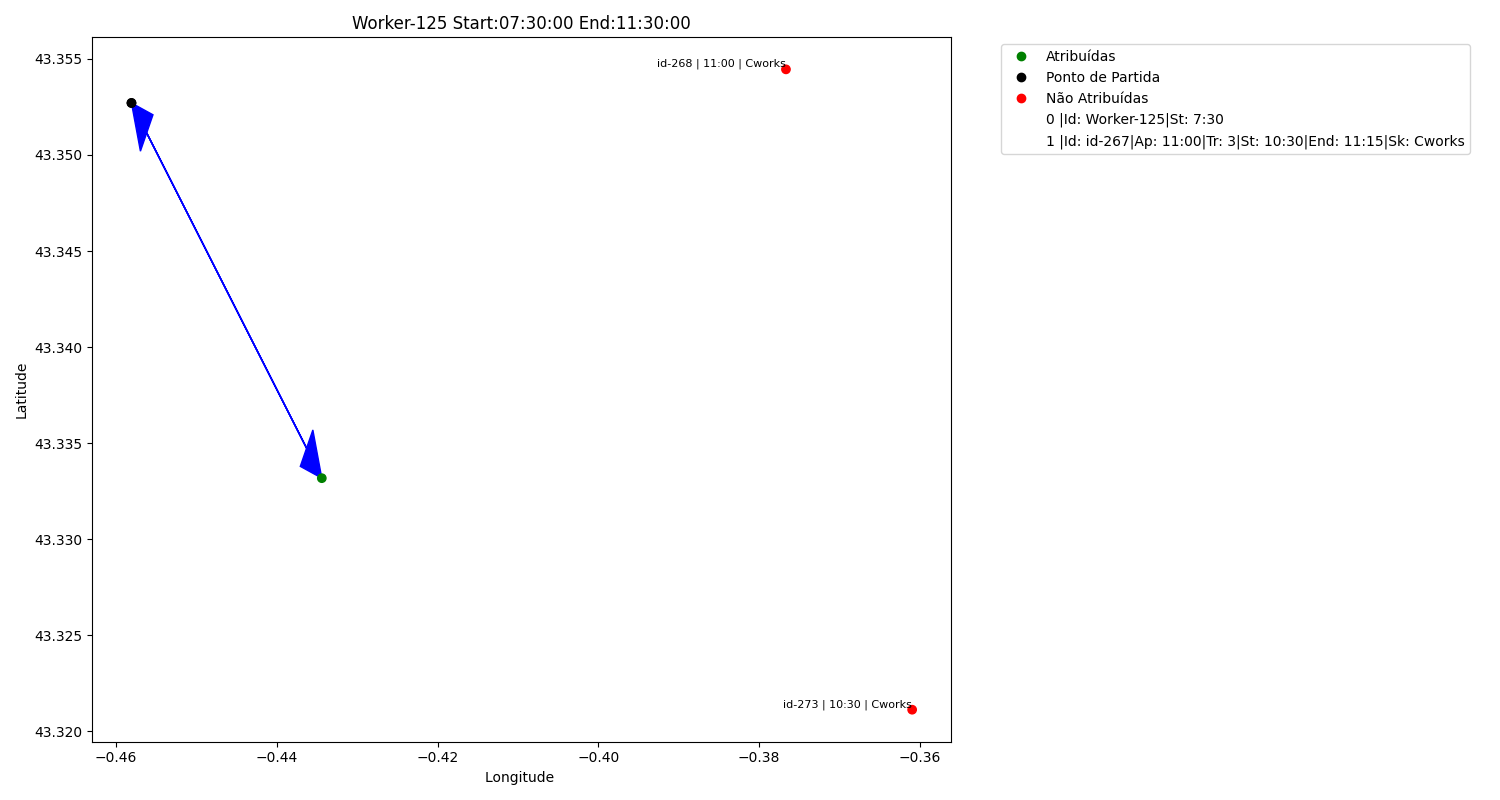 Worker-125 Start:07:30:00 End:11:30:00
43.355
43.350
43.345
43.340
43.335
43.330
43.325
43.320
Latitude
id-268 | 11:00 | Cworks
id-273 | 10:30 | Cworks
−0.46
−0.44
−0.42
−0.40
−0.38
−0.36
Longitude
Atribuídas
Ponto de Partida
Não Atribuídas
0 |Id: Worker-125|St: 7:30
1 |Id: id-267|Ap: 11:00|Tr: 3|St: 10:30|End: 11:15|Sk: Cworks